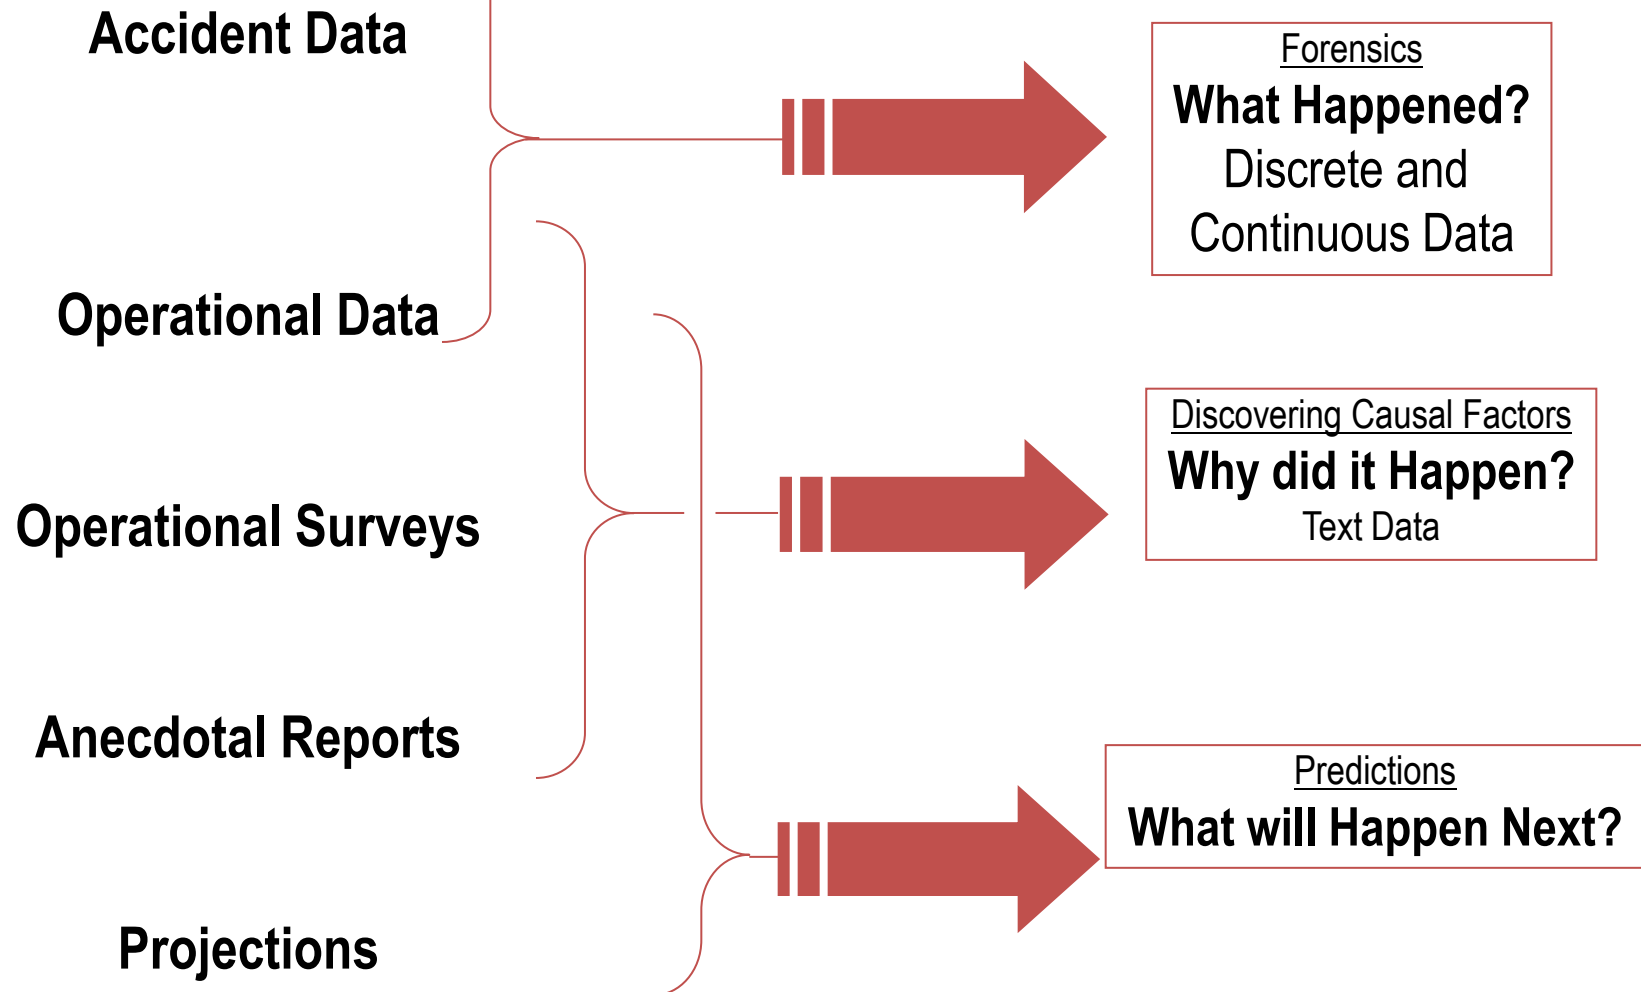 Accident Data
Operational Data
Operational Surveys
Anecdotal Reports
Projections
Forensics
What Happened?
Discrete and
Continuous Data
Discovering Causal Factors
Why did it Happen?
Text Data
Predictions
What will Happen Next?